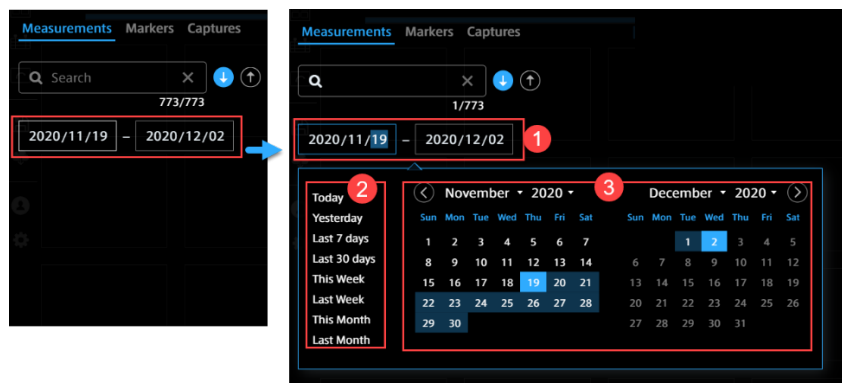 Measurements Markers Captures
Search
773/773
2020/11/19 – 2020/12/02
Measurements Markers Captures
1/773
2020/11/19 – 2020/12/02
1
2
Today
Yesterday
Last 7 days
Last 30 days
This Week
Last Week
This Month
Last Month
3
November 2020
Sun Mon Tue Wed Thu Fri Sat
1 2 3 4 5 6 7
8 9 10 11 12 13 14
15 16 17 18 19 20 21
22 23 24 25 26 27 28
29 30
December 2020
Sun Mon Tue Wed Thu Fri Sat
1 2 3 4 5
6 7 8 9 10 11 12
13 14 15 16 17 18 19
20 21 22 23 24 25 26
27 28 29 30 31